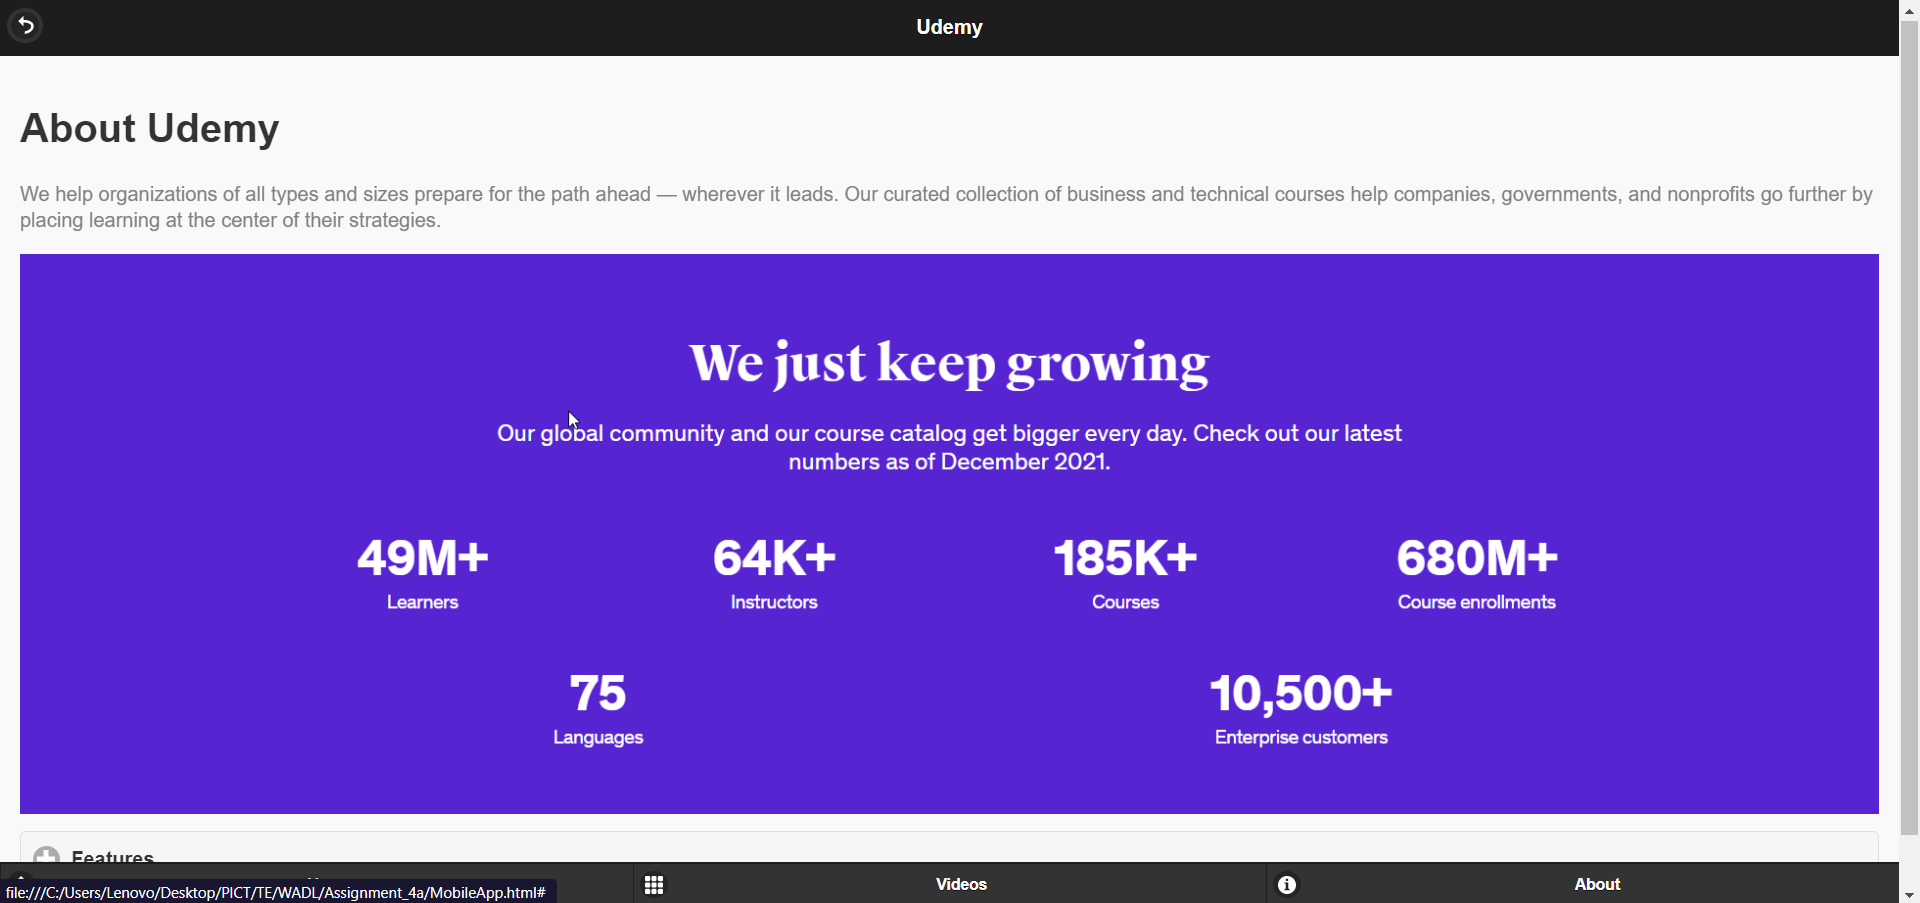 Udemy
About Udemy
We help organizations of all types and sizes prepare for the path ahead — wherever it leads. Our curated collection of business and technical courses help companies, governments, and nonprofits go further by
placing learning at the center of their strategies.
We just keep growing
Our global community and our course catalog get bigger every day. Check out our latest
numbers as of December 2021.
49M+ 64K+ 185K+ 680M+
Learners Instructors Courses Course enrollments
75 10,500+
Languages Enterprise customers
Features
Videos About
file:///C:/Users/Lenovo/Desktop/PICT/TE/WADL/Assignment_4a/MobileApp.html#